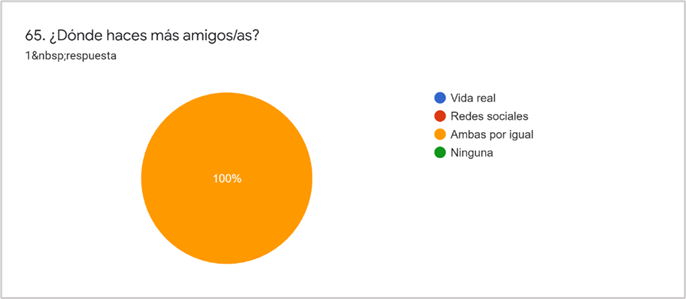 65. ¿Dónde haces más amigos/as?
1&nbsp;respuesta
Vida real
Redes sociales
Ambas por igual
Ninguna
100%